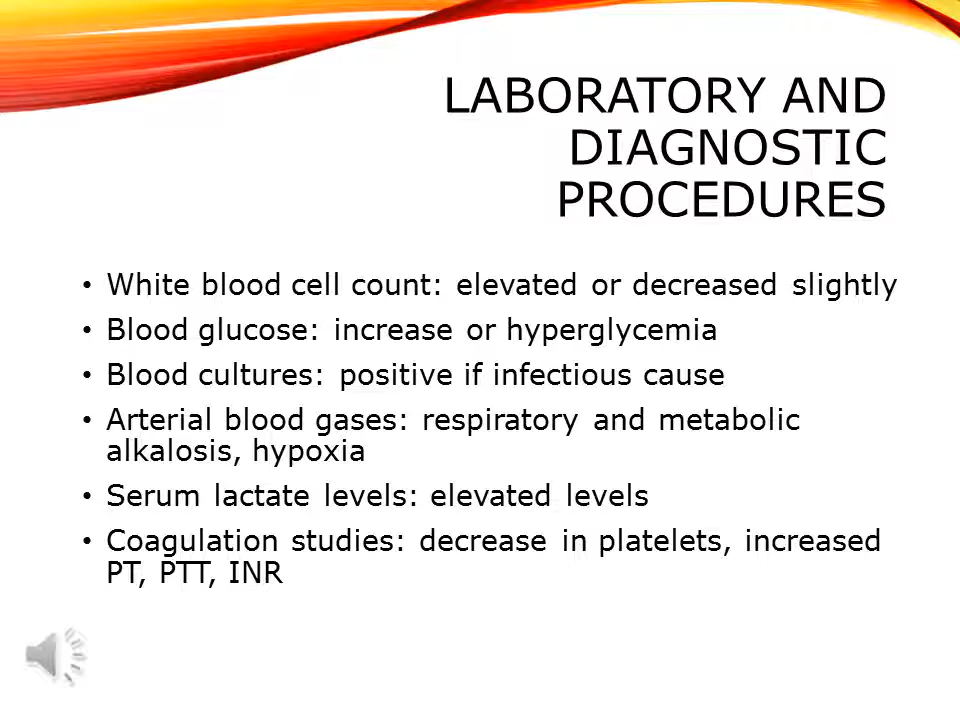 LABORATORY AND
DIAGNOSTIC
PROCEDURES
• White blood cell count: elevated or decreased slightly
• Blood glucose: increase or hyperglycemia
• Blood cultures: positive if infectious cause
• Arterial blood gases: respiratory and metabolic
alkalosis, hypoxia
• Serum lactate levels: elevated levels
• Coagulation studies: decrease in platelets, increased
PT, PTT, INR